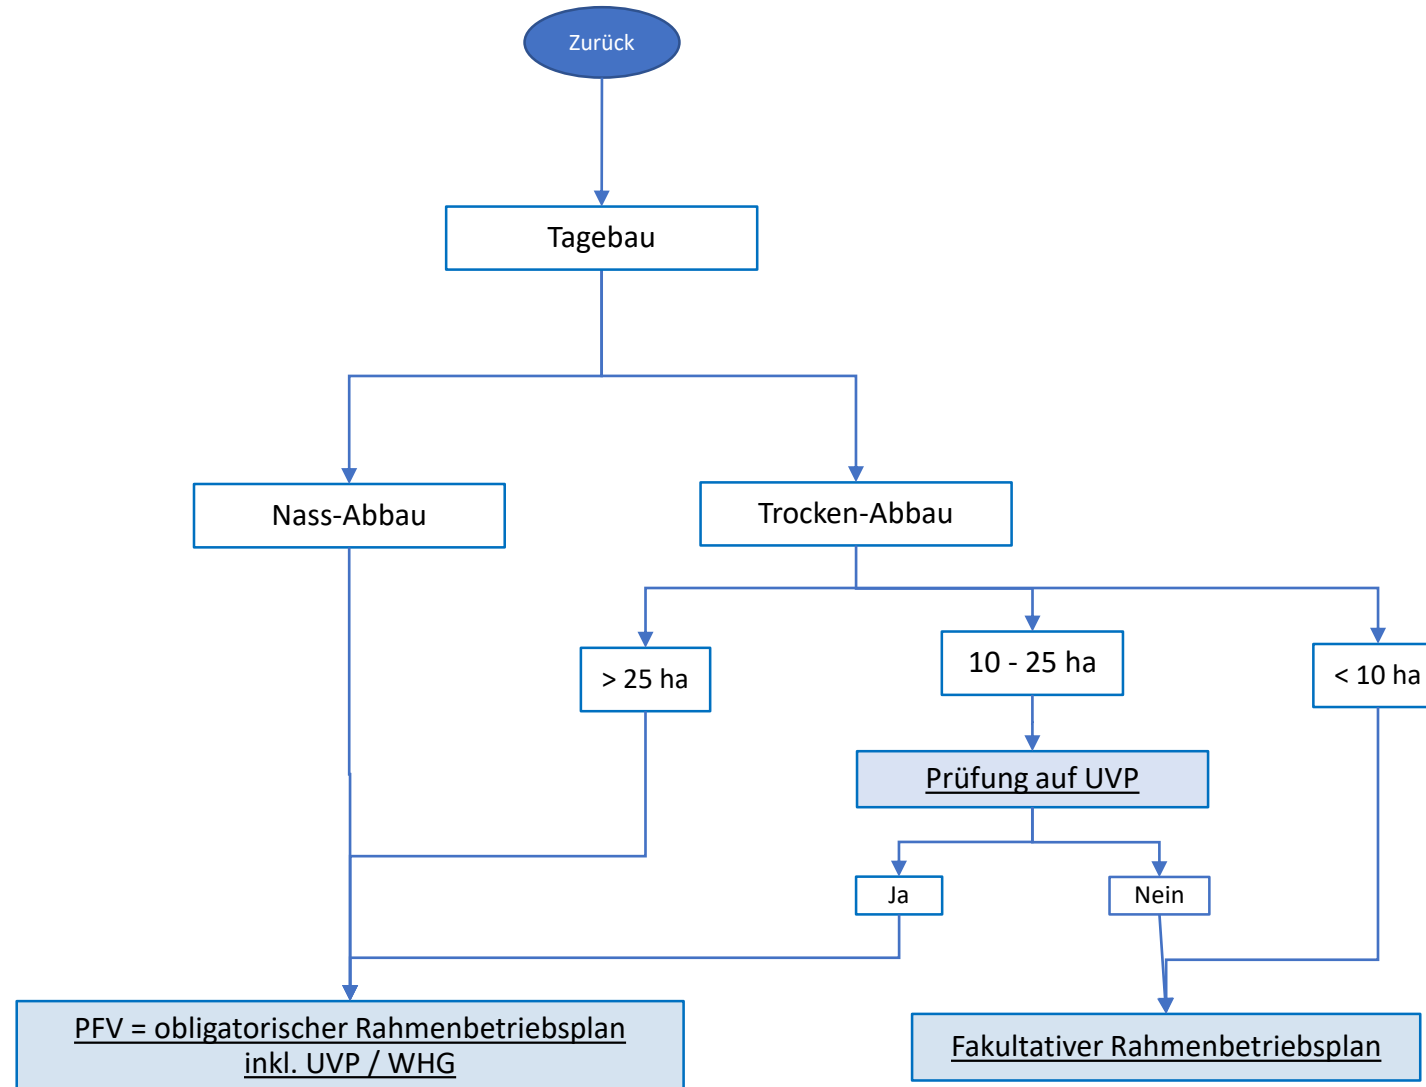 Zurück
Tagebau
Nass-Abbau
Trocken-Abbau
> 25 ha
10 - 25 ha
< 10 ha
Prüfung auf UVP
Ja
Nein
PFV = obligatorischer Rahmenbetriebsplan
inkl. UVP / WHG
Fakultativer Rahmenbetriebsplan